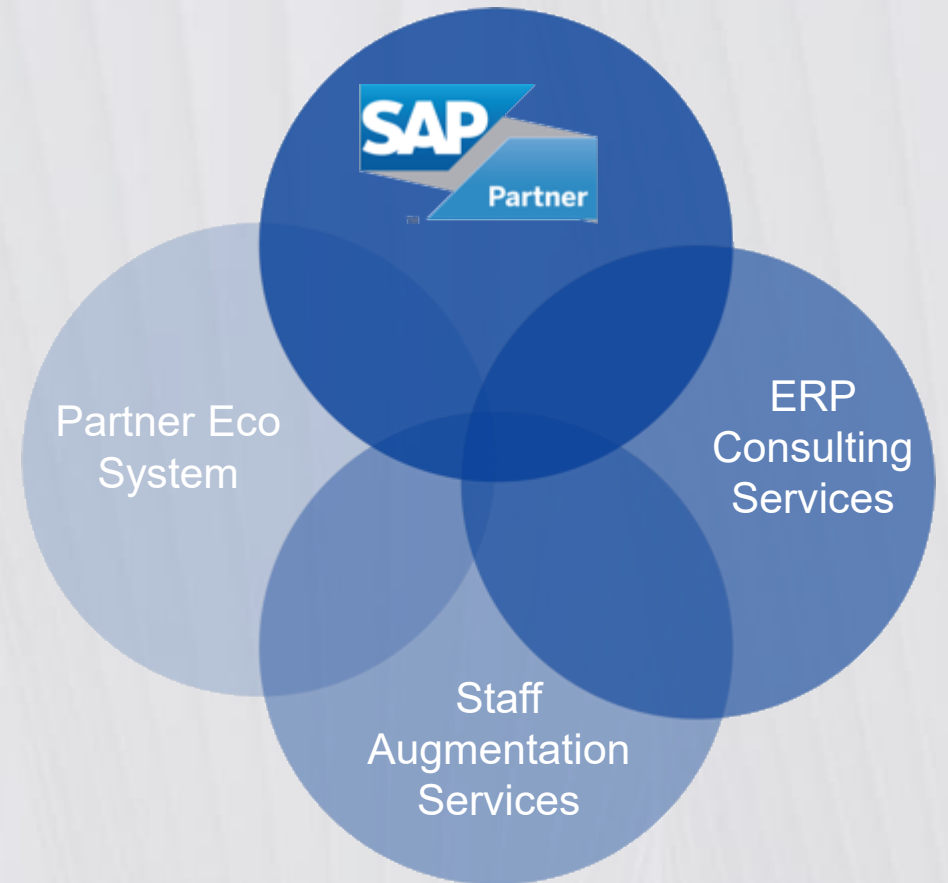 SAP
Partner
Partner Eco
System
ERP
Consulting
Services
Staff
Augmentation
Services